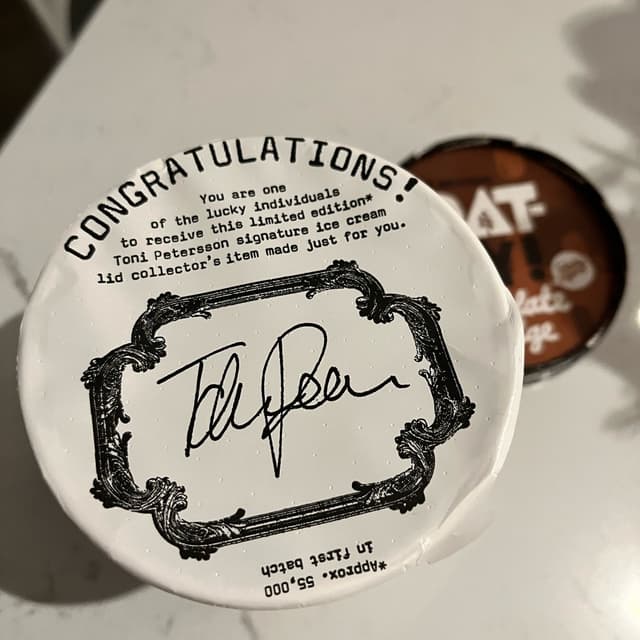 CONGRATULATIONS!
You are one
of the lucky individuals
to receive this limited edition*
Toni Petersson signature ice cream
lid collector's item made just for you.
*Approx. 55,000
in first batch